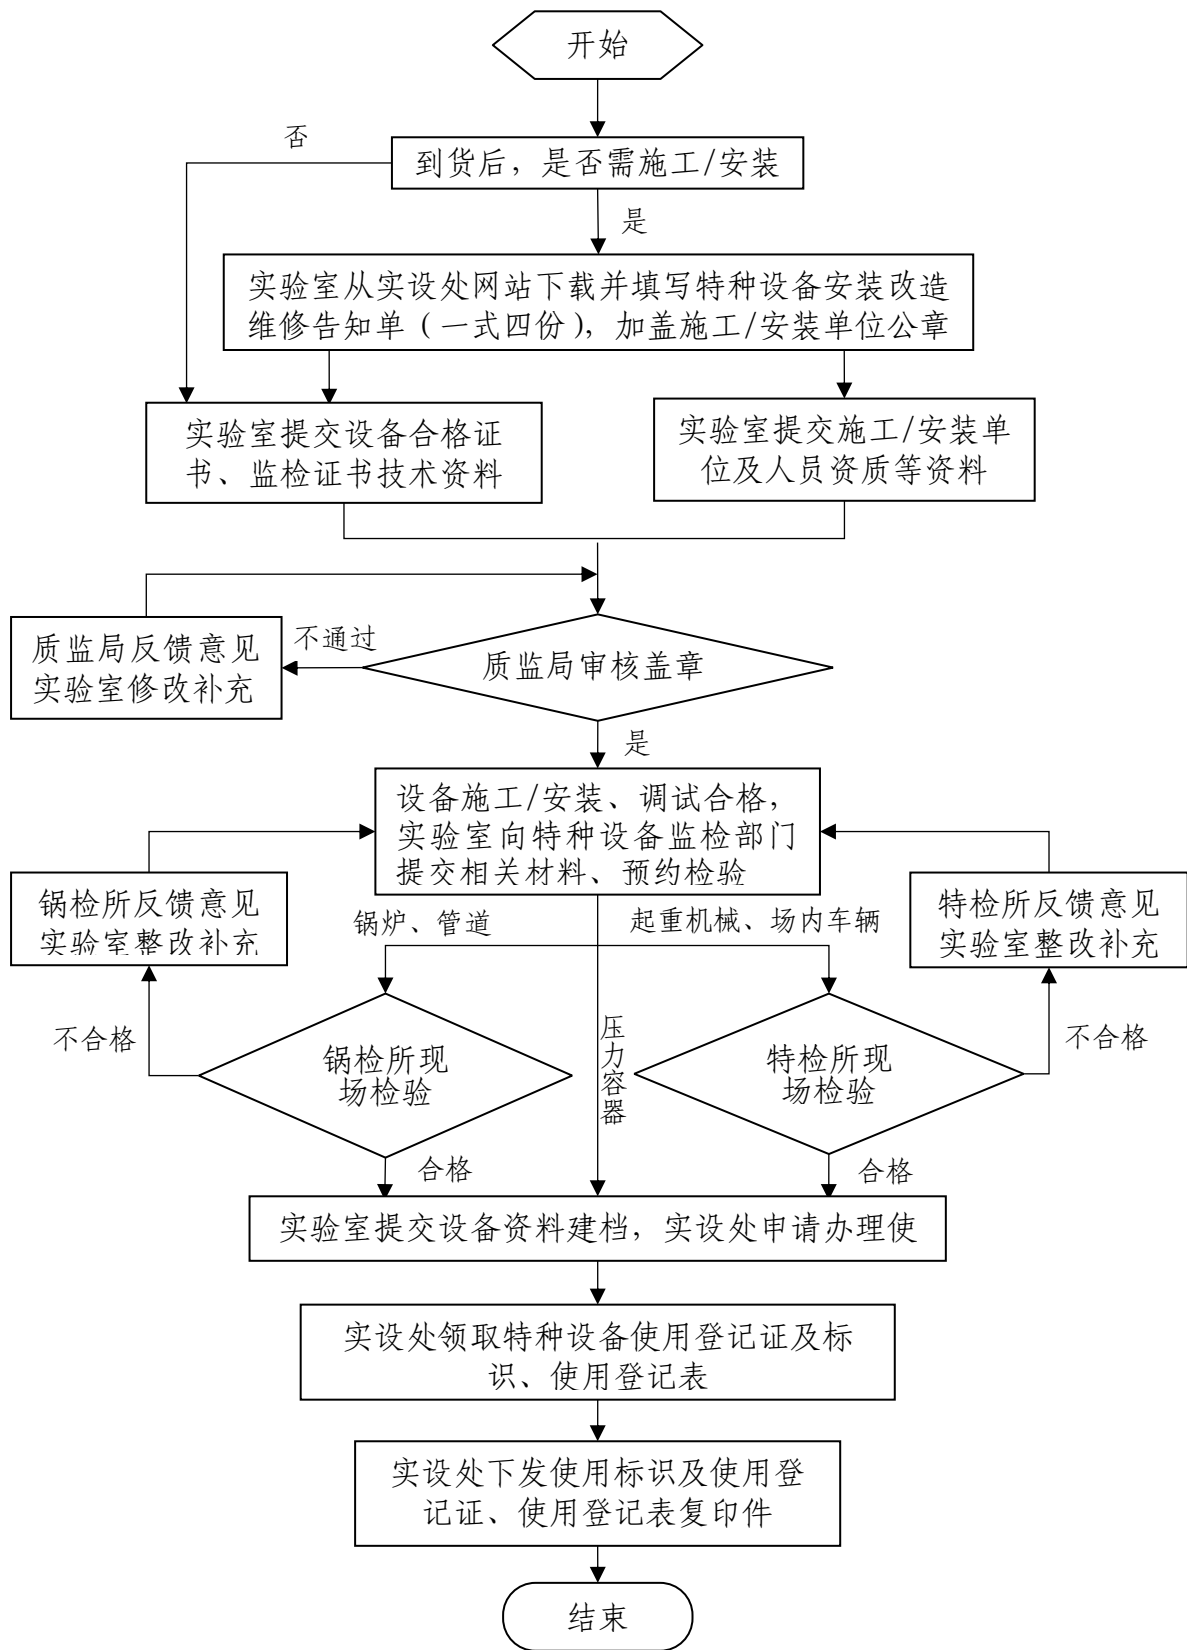 开始
否
到货后，是否需施工/安装
是
实验室从实设处网站下载并填写特种设备安装改造
维修告知单（一式四份），加盖施工/安装单位公章
实验室提交设备合格证
书、监检证书技术资料
实验室提交施工/安装单
位及人员资质等资料
质监局反馈意见
实验室修改补充
不通过
质监局审核盖章
是
设备施工/安装、调试合格，
实验室向特种设备监检部门
提交相关材料、预约检验
锅检所反馈意见
实验室整改补充
特检所反馈意见
实验室整改补充
锅炉、管道
起重机械、场内车辆
不合格
锅检所现
场检验
压力容器
特检所现
场检验
不合格
合格
合格
实验室提交设备资料建档，实设处申请办理使
实设处领取特种设备使用登记证及标
识、使用登记表
实设处下发使用标识及使用登
记证、使用登记表复印件
结束